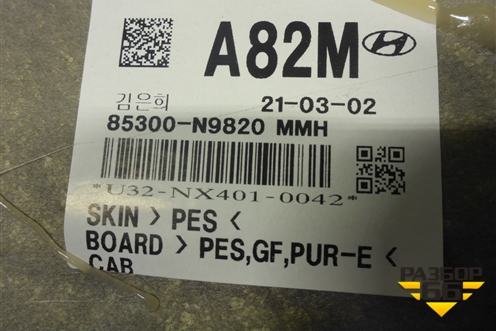 A82M
김은희 21-03-02
85300-N9820 MMH
*U32-NX401-0042*
SKIN > PES <
BOARD > PES,GF,PUR-E <
C,AB
РАЗБОР
66